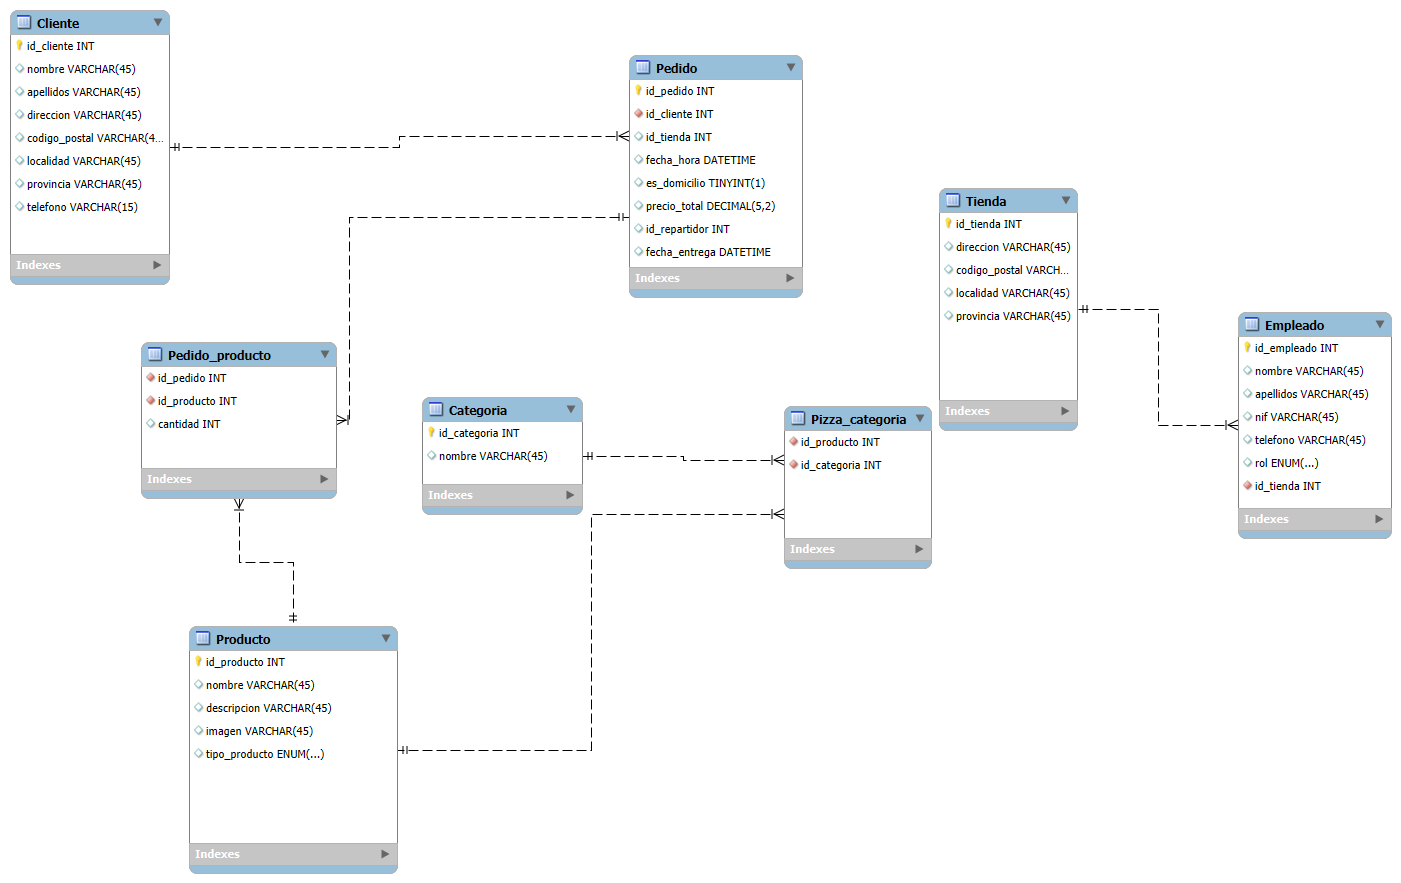 Cliente
id_cliente INT
nombre VARCHAR(45)
apellidos VARCHAR(45)
direccion VARCHAR(45)
codigo_postal VARCHAR(4...
localidad VARCHAR(45)
provincia VARCHAR(45)
telefono VARCHAR(15)
Indexes
Pedido
id_pedido INT
id_cliente INT
id_tienda INT
fecha_hora DATETIME
es_domicilio TINYINT(1)
precio_total DECIMAL(5,2)
id_repartidor INT
fecha_entrega DATETIME
Indexes
Tienda
id_tienda INT
direccion VARCHAR(45)
codigo_postal VARCH...
localidad VARCHAR(45)
provincia VARCHAR(45)
Indexes
Empleado
id_empleado INT
nombre VARCHAR(45)
apellidos VARCHAR(45)
nif VARCHAR(45)
telefono VARCHAR(45)
rol ENUM(...)
id_tienda INT
Indexes
Pedido_producto
id_pedido INT
id_producto INT
cantidad INT
Indexes
Categoria
id_categoria INT
nombre VARCHAR(45)
Indexes
Pizza_categoria
id_producto INT
id_categoria INT
Indexes
Producto
id_producto INT
nombre VARCHAR(45)
descripcion VARCHAR(45)
imagen VARCHAR(45)
tipo_producto ENUM(...)
Indexes